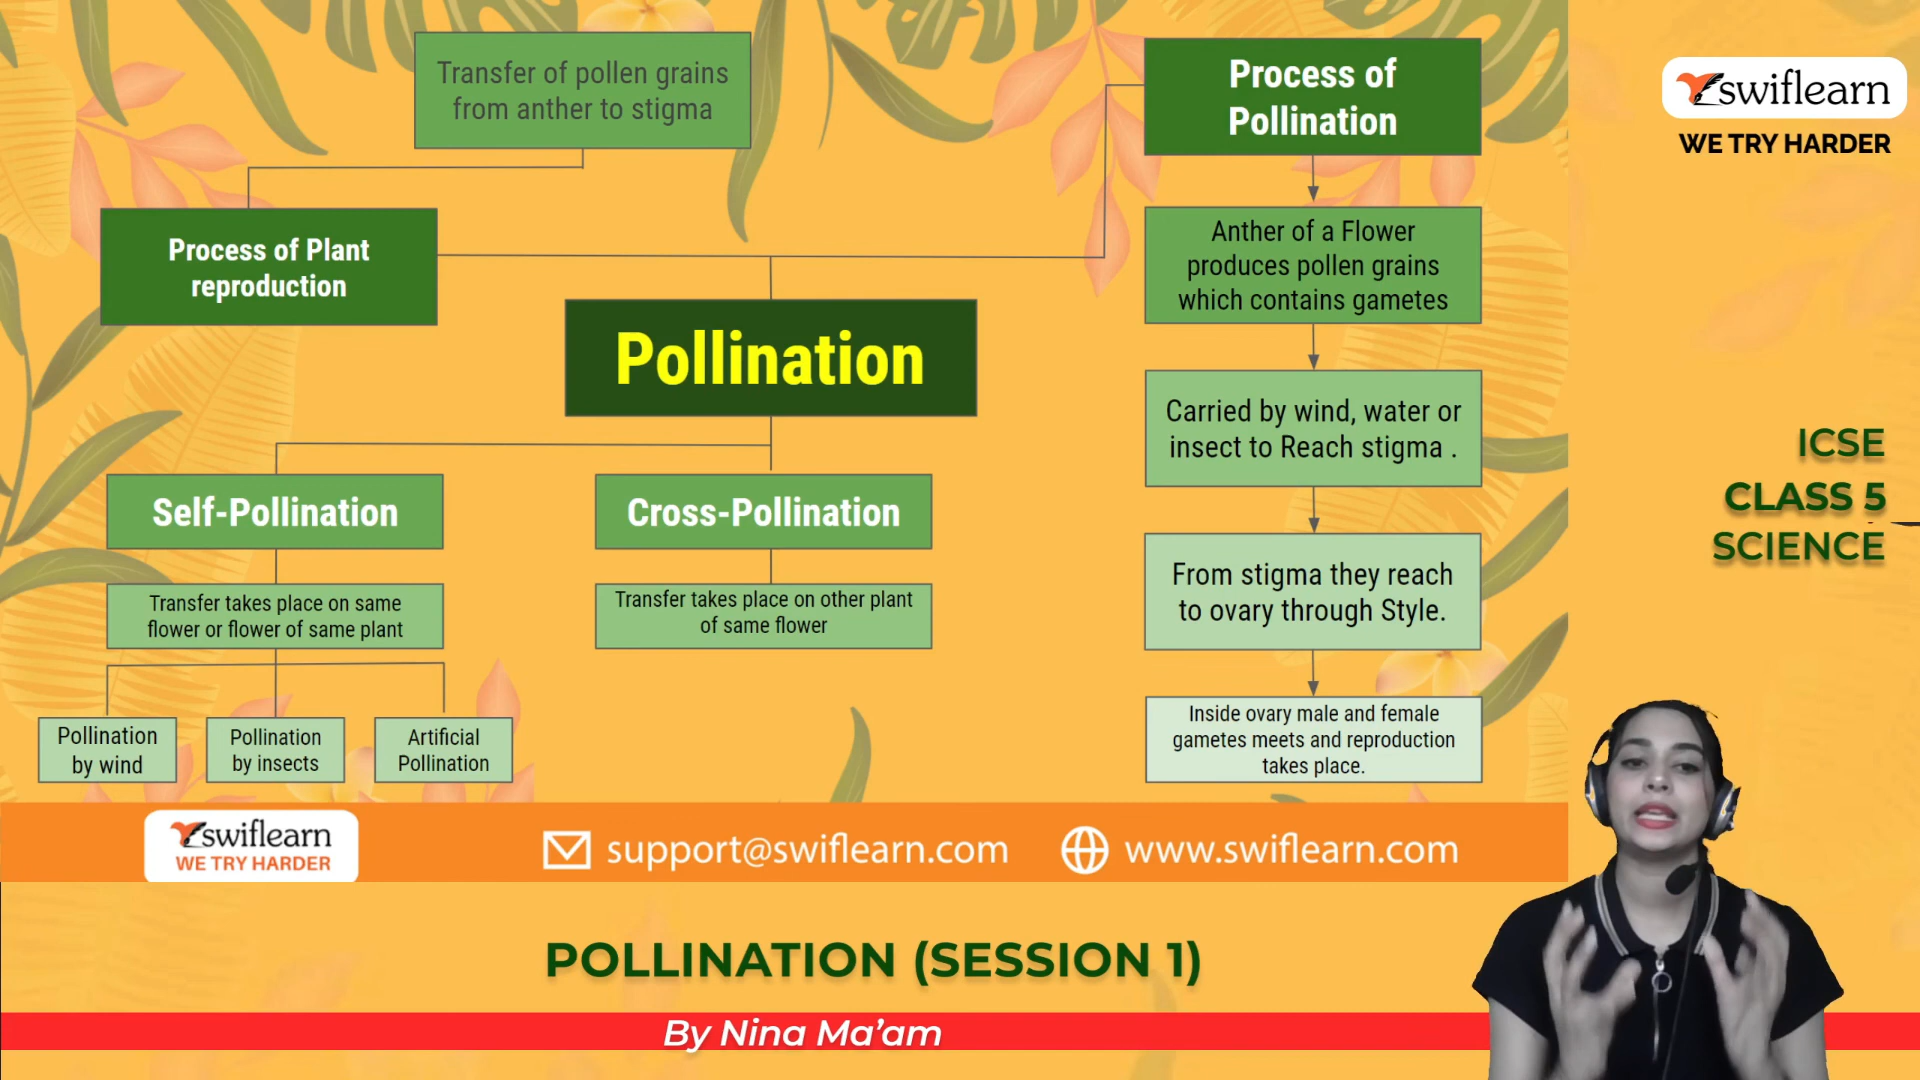 Transfer of pollen grains
from anther to stigma
Process of Plant
reproduction
Pollination
Self-Pollination
Transfer takes place on same
flower or flower of same plant
Pollination
by wind
Pollination
by insects
Artificial
Pollination
Cross-Pollination
Transfer takes place on other plant
of same flower
Process of
Pollination
Anther of a Flower
produces pollen grains
which contains gametes
Carried by wind, water or
insect to Reach stigma .
From stigma they reach
to ovary through Style.
Inside ovary male and female
gametes meets and reproduction
takes place.
swiflearn
WE TRY HARDER
ICSE
CLASS 5
SCIENCE
swiflearn
WE TRY HARDER
support@swiflearn.com
www.swiflearn.com
POLLINATION (SESSION 1)
By Nina Ma’am